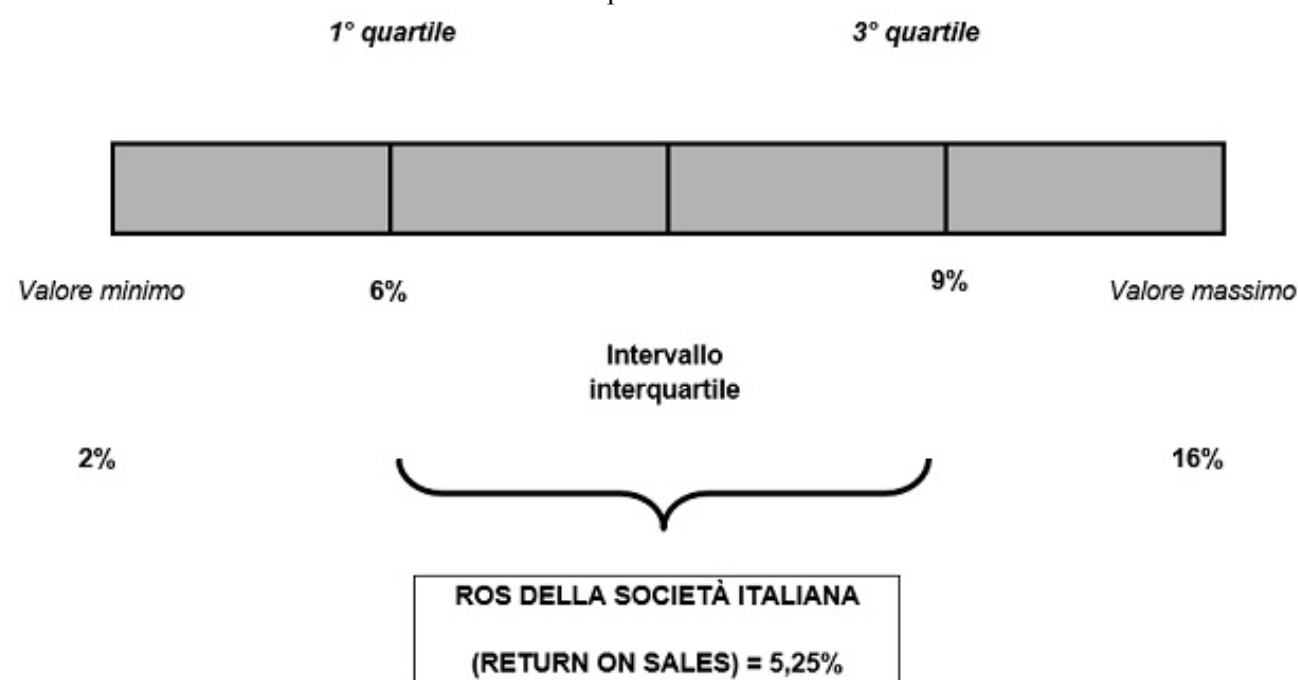 1° quartile 3° quartile
Valore minimo 6% 9% Valore massimo
Intervallo
interquartile
2% 16%
ROS DELLA SOCIETÀ ITALIANA
(RETURN ON SALES) = 5,25%